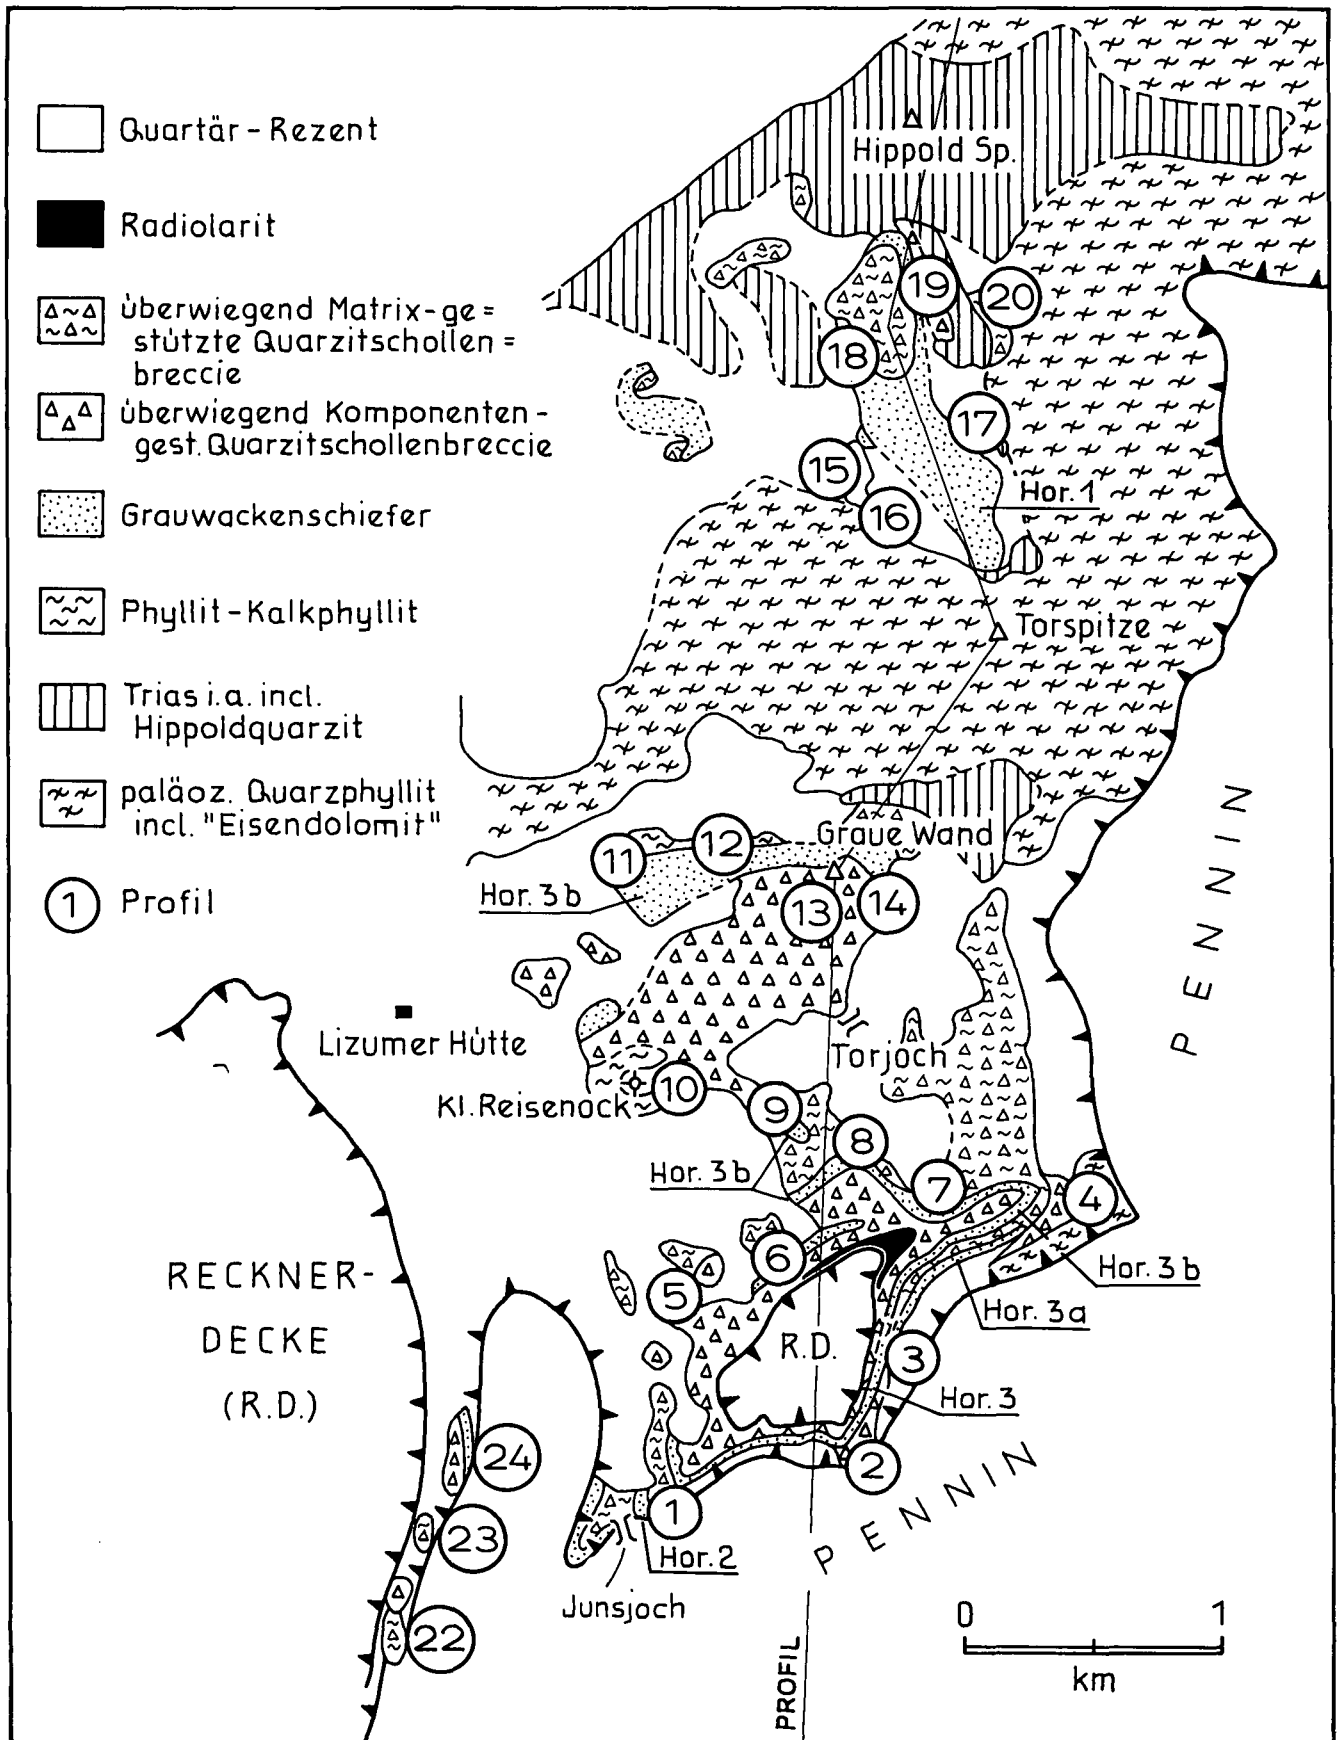 Quartär-Rezent
Radiolarit
überwiegend Matrix-ge=
stützte Quarzitschollen=
breccie
überwiegend Komponenten-
gest. Quarzitschollenbreccie
Grauwackenschiefer
Phyllit-Kalkphyllit
Trias i.a. incl.
Hippoldquarzit
paläoz. Quarzphyllit
incl. "Eisendolomit"
1 Profil
Hippold Sp.
19
20
18
17
15
Hor. 1
16
Torspitze
PENNIN
Graue Wand
12
11
Hor. 3b
13
14
Lizumer Hütte
Torjoch
10
Kl. Reisenock
9
8
Hor. 3b
7
4
6
Hor. 3b
5
Hor. 3a
RECKNER-
DECKE
(R.D.)
R.D.
3
Hor. 3
24
2
1
PENNIN
23
Hor. 2
Junsjoch
22
0 1
km
PROFIL